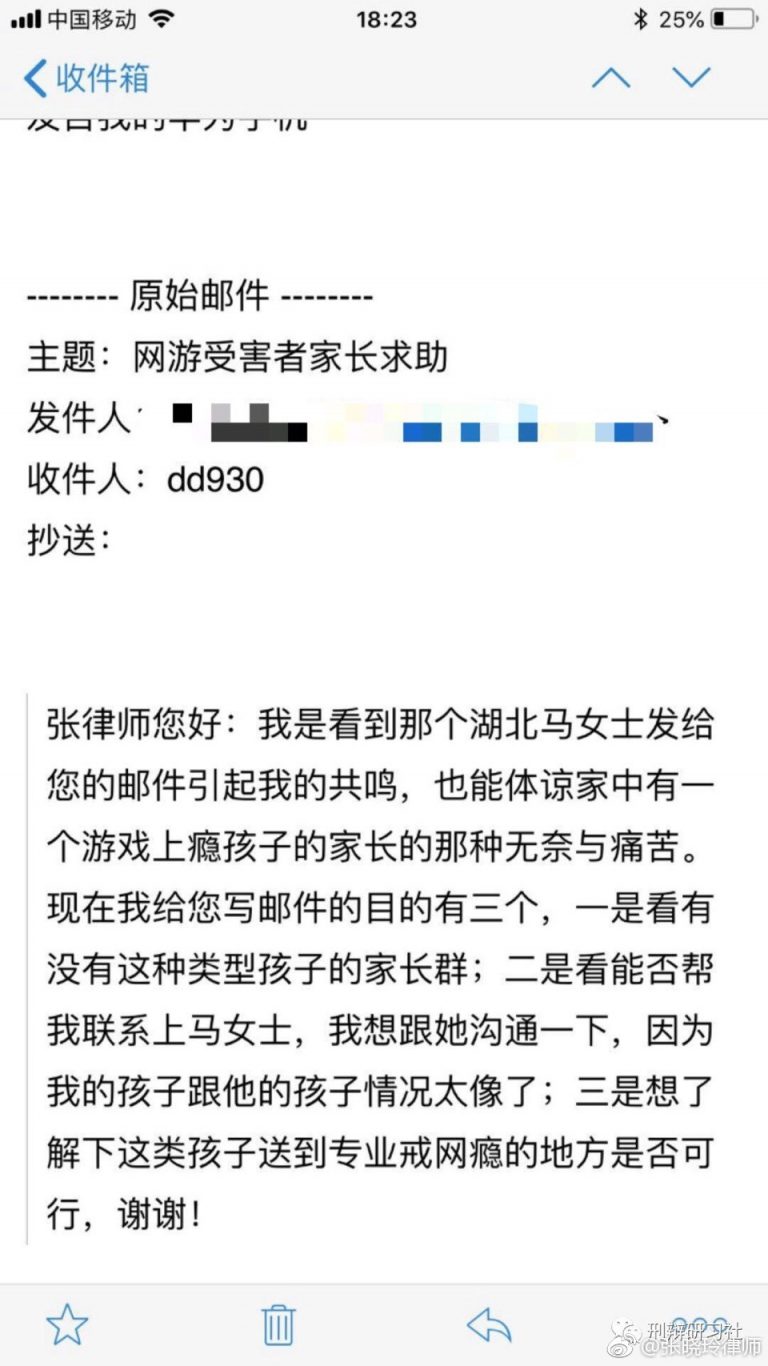 中国移动
18:23
25%
收件箱
发自我的华为手机
-------- 原始邮件 --------
主题：网游受害者家长求助
发件人
收件人：dd930
抄送：
张律师您好：我是看到那个湖北马女士发给
您的邮件引起我的共鸣，也能体谅家中有一
个游戏上瘾孩子的家长的那种无奈与痛苦。
现在我给您写邮件的目的有三个，一是看有
没有这种类型孩子的家长群；二是看能否帮
我联系上马女士，我想跟她沟通一下，因为
我的孩子跟他的孩子情况太像了；三是想了
解下这类孩子送到专业戒网瘾的地方是否可
行，谢谢！
刑辩研习社
@张晓玲律师